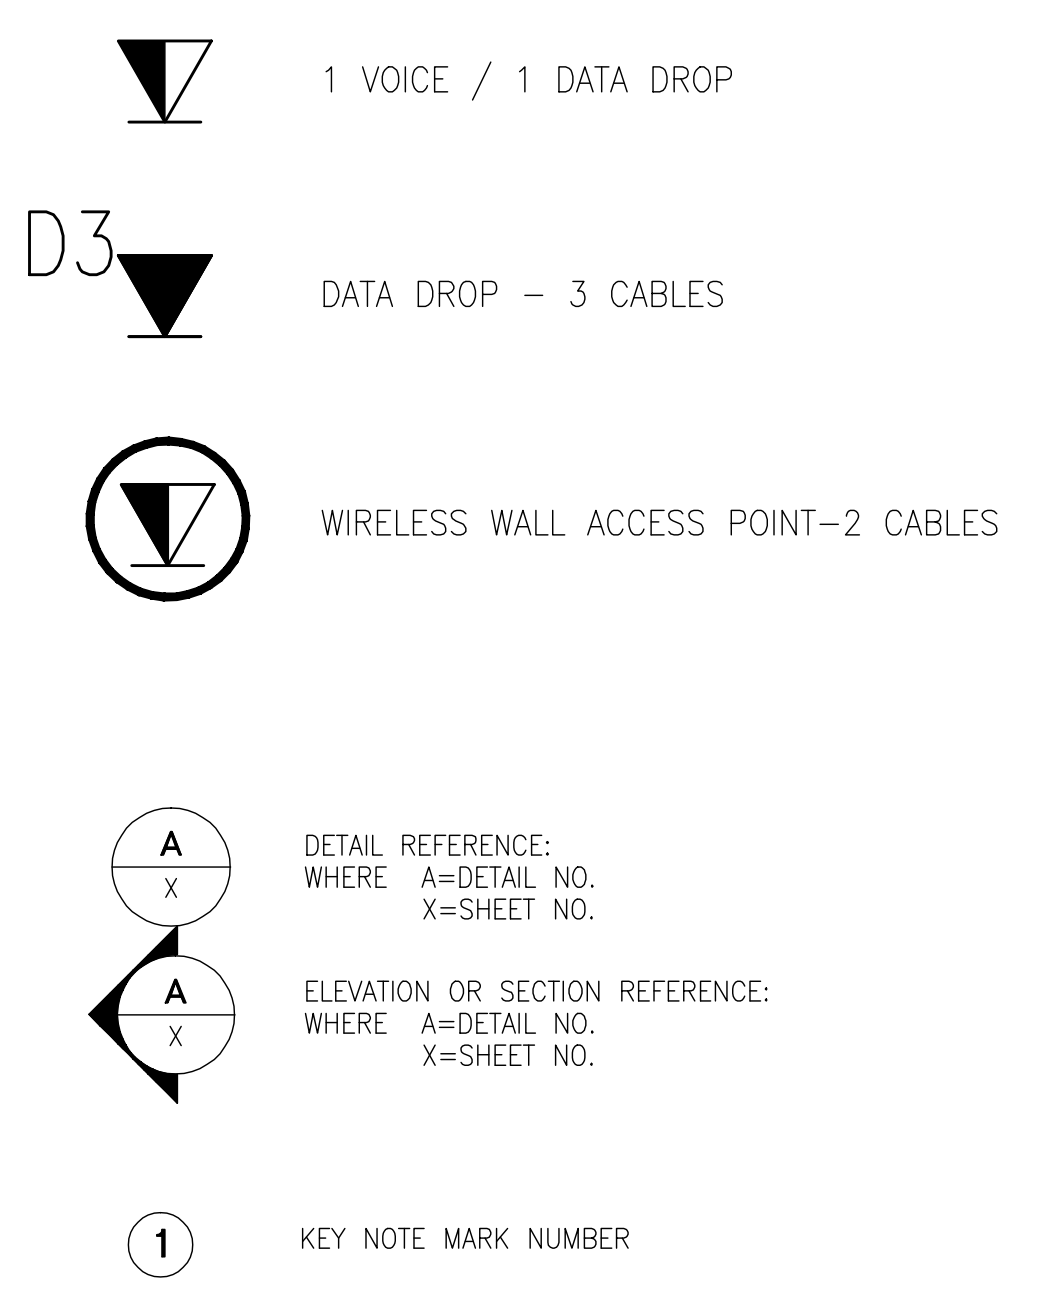 1 VOICE / 1 DATA DROP
D3
DATA DROP - 3 CABLES
WIRELESS WALL ACCESS POINT-2 CABLES
A
X
DETAIL REFERENCE:
WHERE A=DETAIL NO.
X=SHEET NO.
A
X
ELEVATION OR SECTION REFERENCE:
WHERE A=DETAIL NO.
X=SHEET NO.
1
KEY NOTE MARK NUMBER